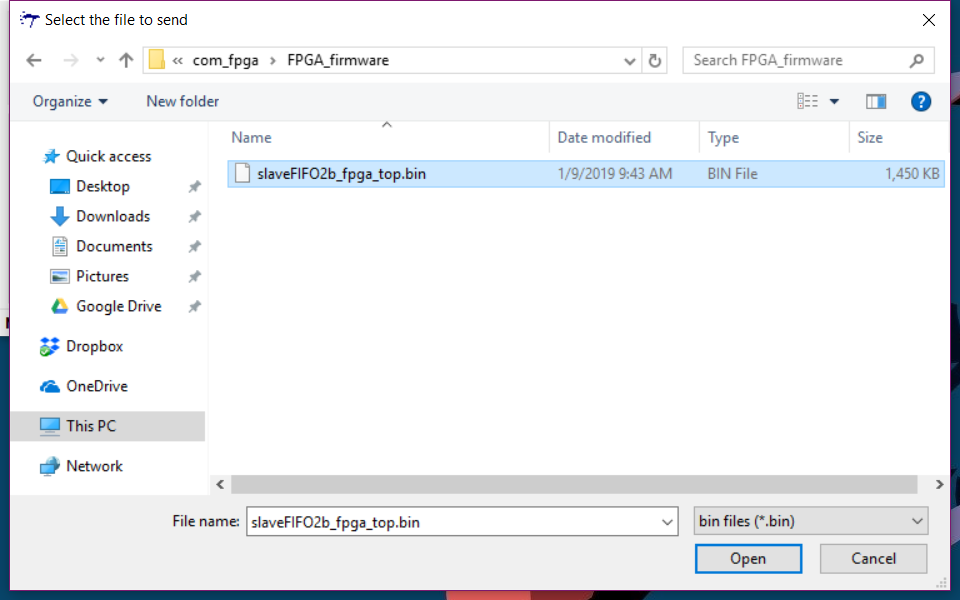 Select the file to send
« com_fpga > FPGA_firmware
Search FPGA_firmware
Organize
New folder
Name Date modified Type Size
slaveFIFO2b_fpga_top.bin 1/9/2019 9:43 AM BIN File 1,450 KB
Quick access
Desktop
Downloads
Documents
Pictures
Google Drive
Dropbox
OneDrive
This PC
Network
File name: slaveFIFO2b_fpga_top.bin bin files (*.bin)
Open Cancel